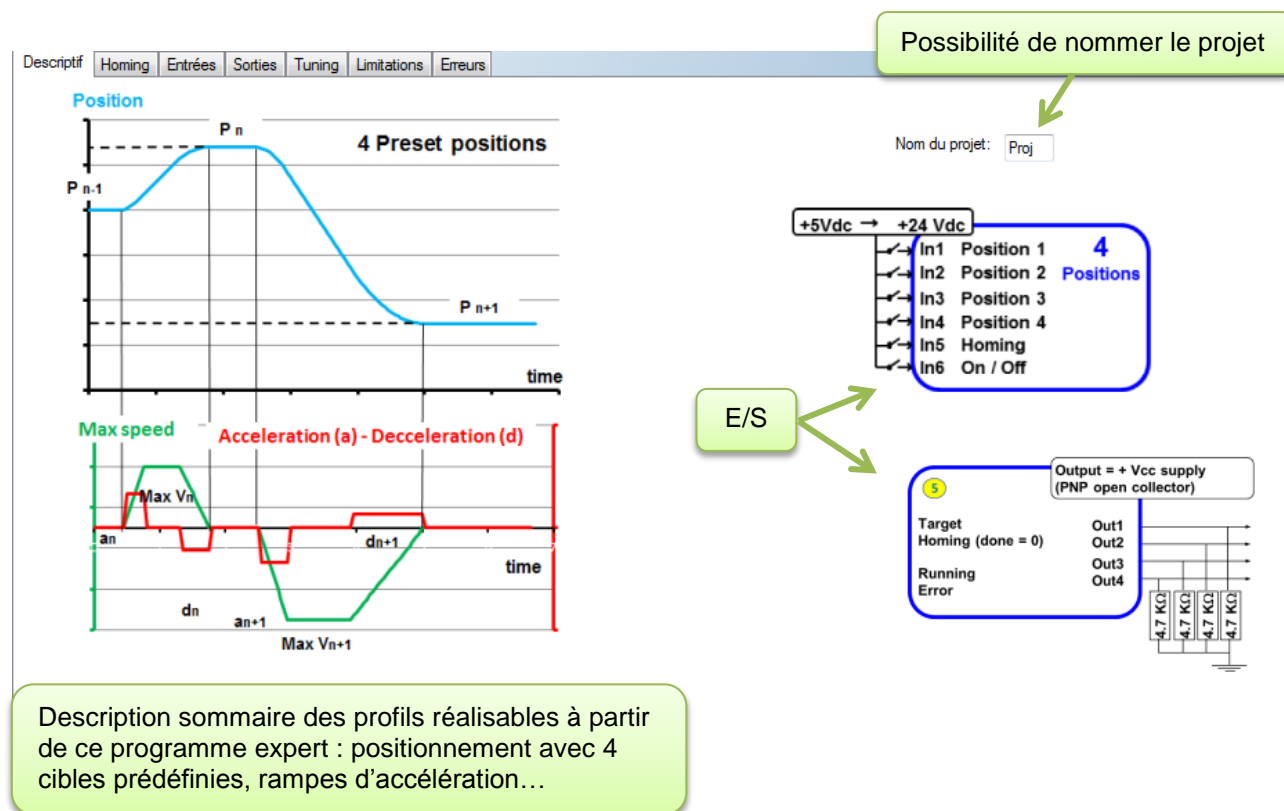 Possibilité de nommer le projet
Descriptif Homing Entrées Sorties Tuning Limitations Erreurs
Position
P n
4 Preset positions
P n-1
P n+1
time
Max speed
Acceleration (a) - Decceleration (d)
Max Vn
an
dn+1
time
dn
an+1
Max Vn+1
Nom du projet: Proj
+5Vdc → +24 Vdc
In1 Position 1
In2 Position 2
In3 Position 3
In4 Position 4
In5 Homing
In6 On / Off
4
Positions
E/S
Output = + Vcc supply
(PNP open collector)
5
Target Out1
Homing (done = 0) Out2
Running Out3
Error Out4
4.7 KΩ
4.7 KΩ
4.7 KΩ
4.7 KΩ
Description sommaire des profils réalisables à partir
de ce programme expert : positionnement avec 4
cibles prédéfinies, rampes d’accélération…